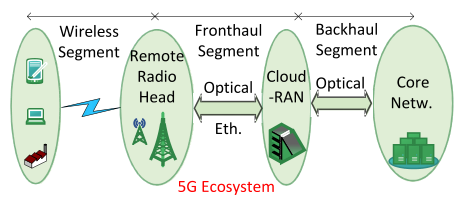 Wireless
Segment
Fronthaul
Segment
Backhaul
Segment
Remote
Radio
Head
Optical
Eth.
Cloud
-RAN
Optical
Core
Netw.
5G Ecosystem